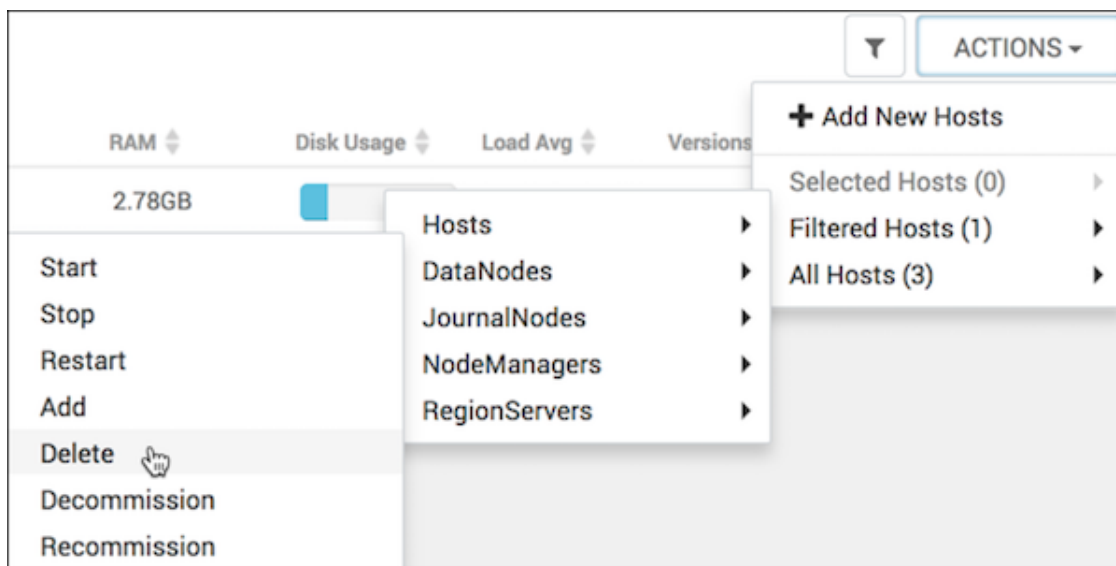 ACTIONS
Add New Hosts
RAM Disk Usage Load Avg Versions
Selected Hosts (0)
2.78GB
Filtered Hosts (1)
All Hosts (3)
Hosts
DataNodes
JournalNodes
NodeManagers
RegionServers
Start
Stop
Restart
Add
Delete
Decommission
Recommission